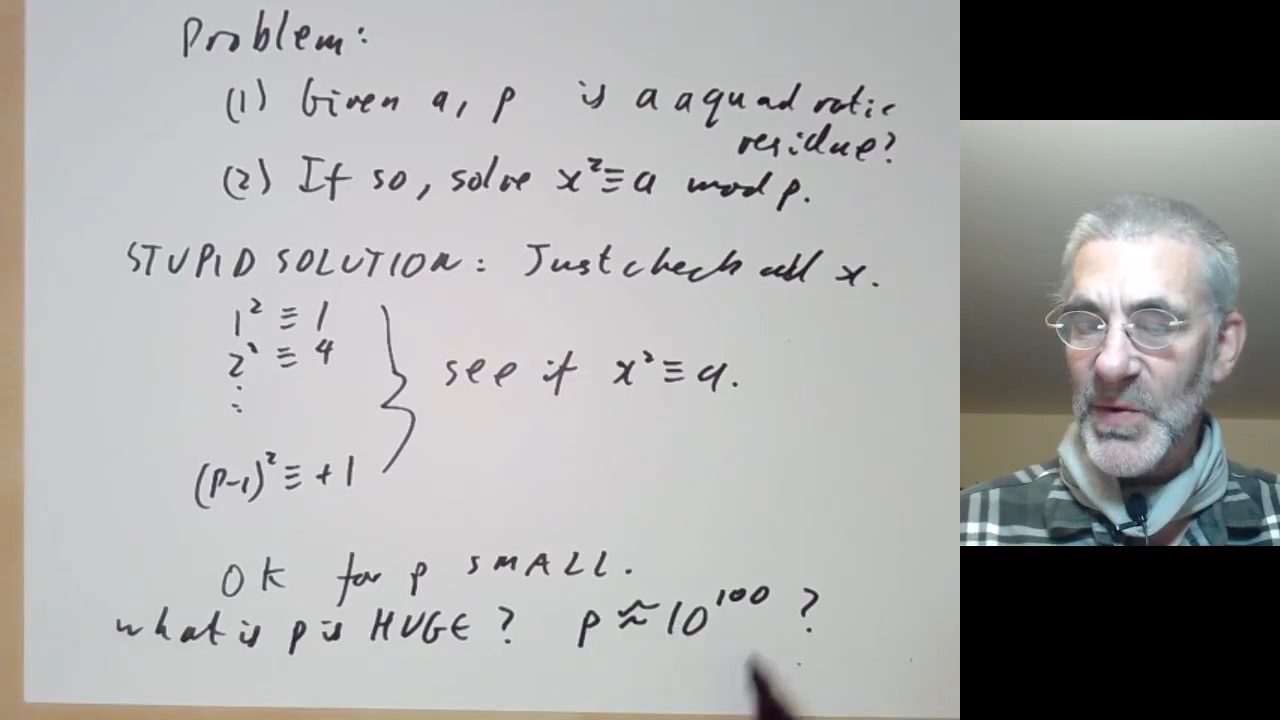 Problem:
(1) Given a, p is a a quadratic
residue?
(2) If so, solve x² ≡ a mod p.
STUPID SOLUTION: Just check all x.
1² ≡ 1
2² ≡ 4
⋮
see if x² ≡ a.
(p-1)² ≡ +1
OK for p SMALL.
what is p is HUGE? p ≈ 10¹⁰⁰ ?